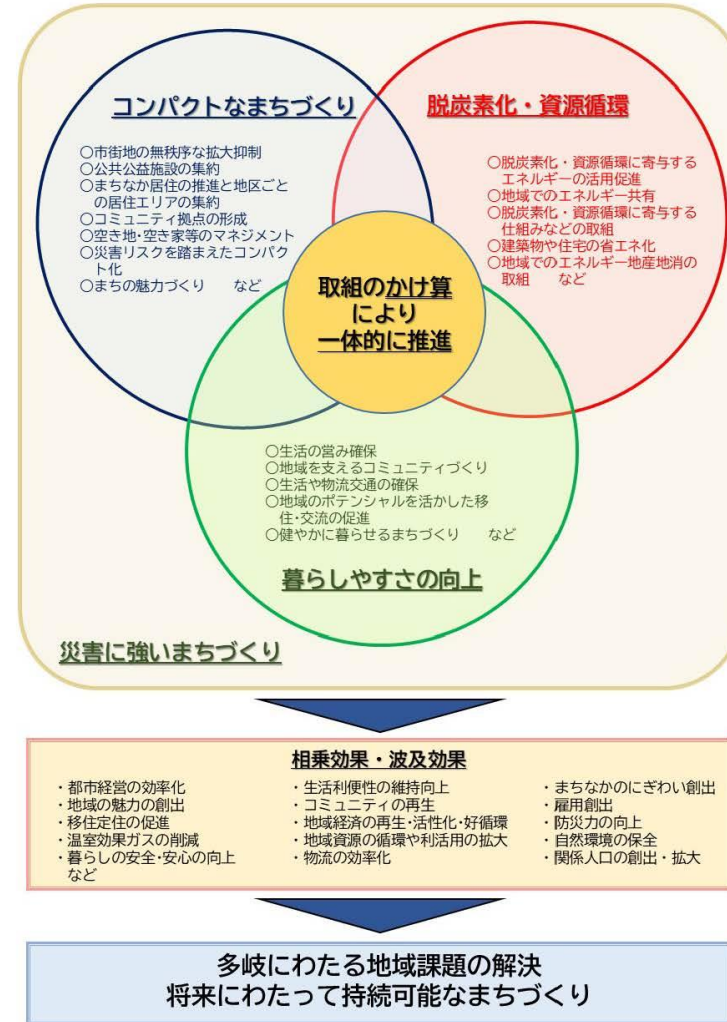 コンパクトなまちづくり
○市街地の無秩序な拡大抑制
○公共公益施設の集約
○まちなか居住の推進と地区ごと
の居住エリアの集約
○コミュニティ拠点の形成
○空き地・空き家等のマネジメント
○災害リスクを踏まえたコンパク
ト化
○まちの魅力づくり　など
脱炭素化・資源循環
○脱炭素化・資源循環に寄与する
エネルギーの活用促進
○地域でのエネルギー共有
○脱炭素化・資源循環に寄与する
仕組みなどの取組
○建築物や住宅の省エネ化
○地域でのエネルギー地産地消の
取組　など
取組のかけ算
により
一体的に推進
○生活の営み確保
○地域を支えるコミュニティづくり
○生活や物流交通の確保
○地域のポテンシャルを活かした移
住・交流の促進
○健やかに暮らせるまちづくり　など
暮らしやすさの向上
災害に強いまちづくり
相乗効果・波及効果
・都市経営の効率化
・地域の魅力の創出
・移住定住の促進
・温室効果ガスの削減
・暮らしの安全・安心の向上
など
・生活利便性の維持向上
・コミュニティの再生
・地域経済の再生・活性化・好循環
・地域資源の循環や利活用の拡大
・物流の効率化
・まちなかのにぎわい創出
・雇用創出
・防災力の向上
・自然環境の保全
・関係人口の創出・拡大
多岐にわたる地域課題の解決
将来にわたって持続可能なまちづくり